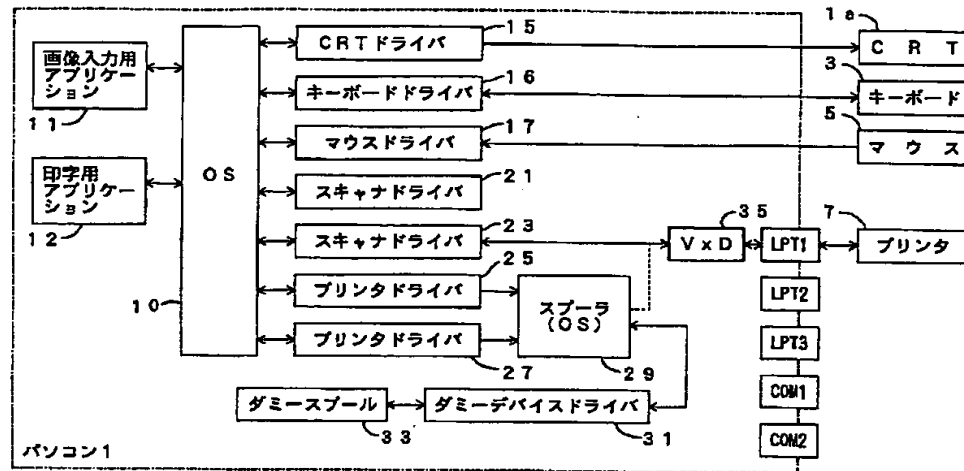 画像入力用
アプリケー
ション
11
印字用
アプリケー
ション
12
OS
10
CRTドライバ
15
キーボードドライバ
16
マウスドライバ
17
スキャナドライバ
21
スキャナドライバ
23
プリンタドライバ
25
プリンタドライバ
27
スプーラ
(OS)
29
ダミースプール
33
ダミーデバイスドライバ
31
VxD
35
LPT1
LPT2
LPT3
COM1
COM2
CRT
1a
キーボード
3
マウス
5
プリンタ
7
パソコン1